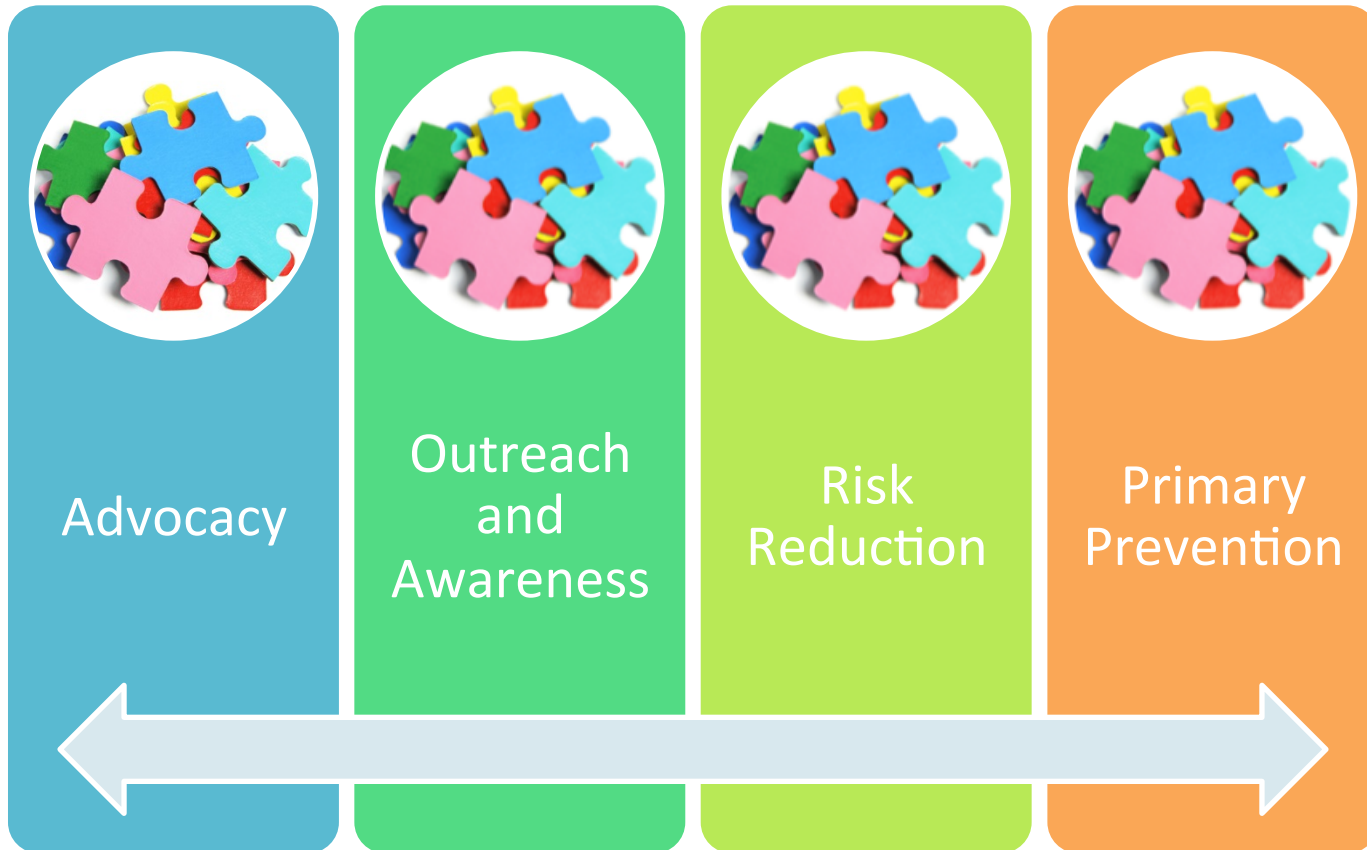 Advocacy
Outreach
and
Awareness
Risk
Reduction
Primary
Prevention